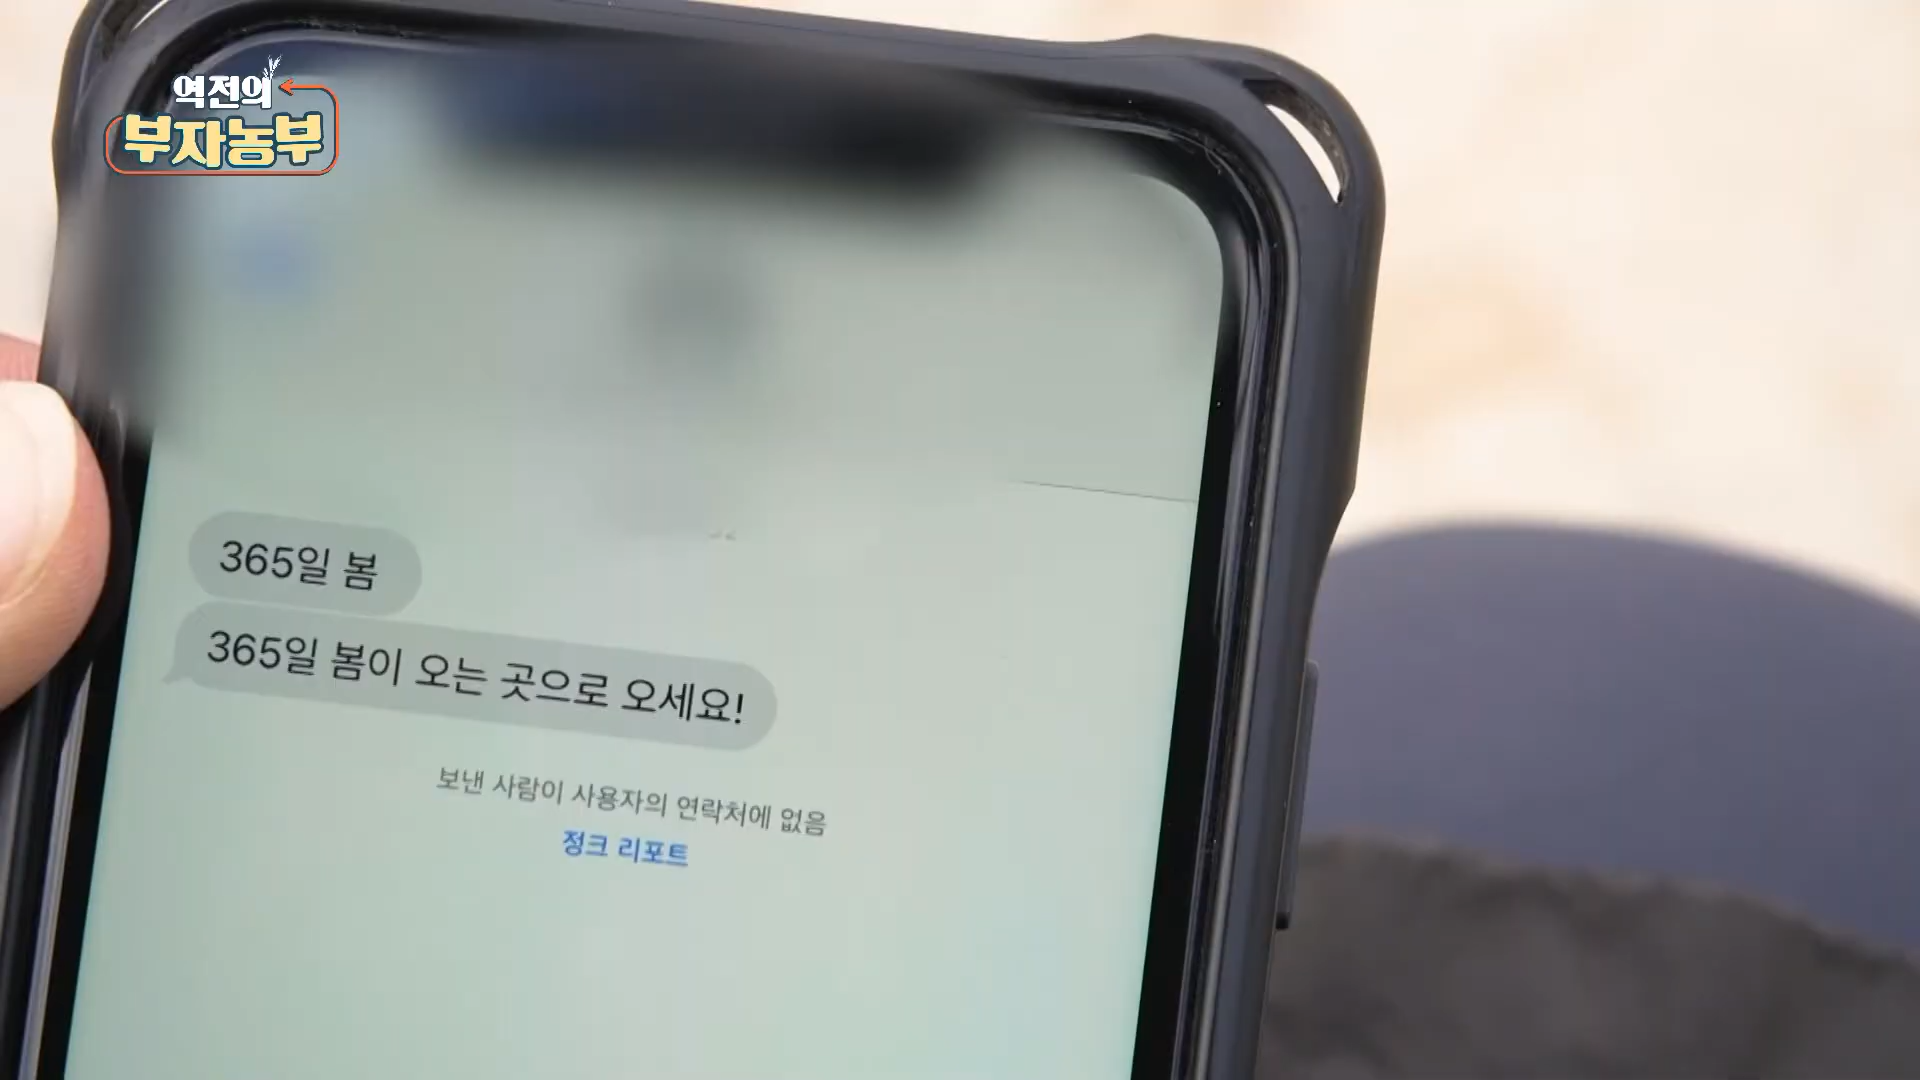 역전의
부자농부
365일 봄
365일 봄이 오는 곳으로 오세요!
보낸 사람이 사용자의 연락처에 없음
정크 리포트